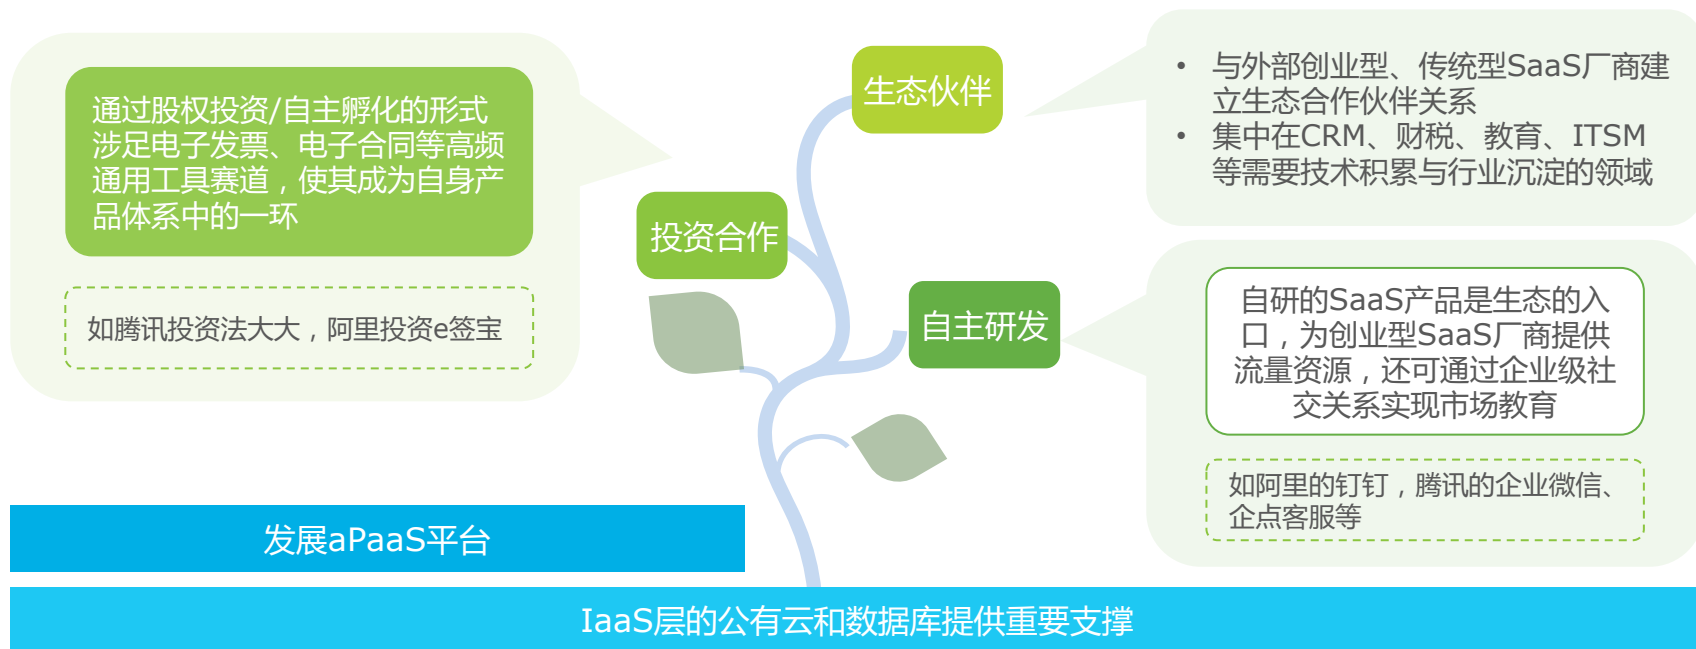 生态伙伴
• 与外部创业型、传统型SaaS厂商建
立生态合作伙伴关系
• 集中在CRM、财税、教育、ITSM
等需要技术积累与行业沉淀的领域
通过股权投资/自主孵化的形式
涉足电子发票、电子合同等高频
通用工具赛道，使其成为自身产
品体系中的一环
投资合作
如腾讯投资法大大，阿里投资e签宝
自主研发
自研的SaaS产品是生态的入
口，为创业型SaaS厂商提供
流量资源，还可通过企业级社
交关系实现市场教育
如阿里的钉钉，腾讯的企业微信、
企点客服等
发展aPaaS平台
IaaS层的公有云和数据库提供重要支撑